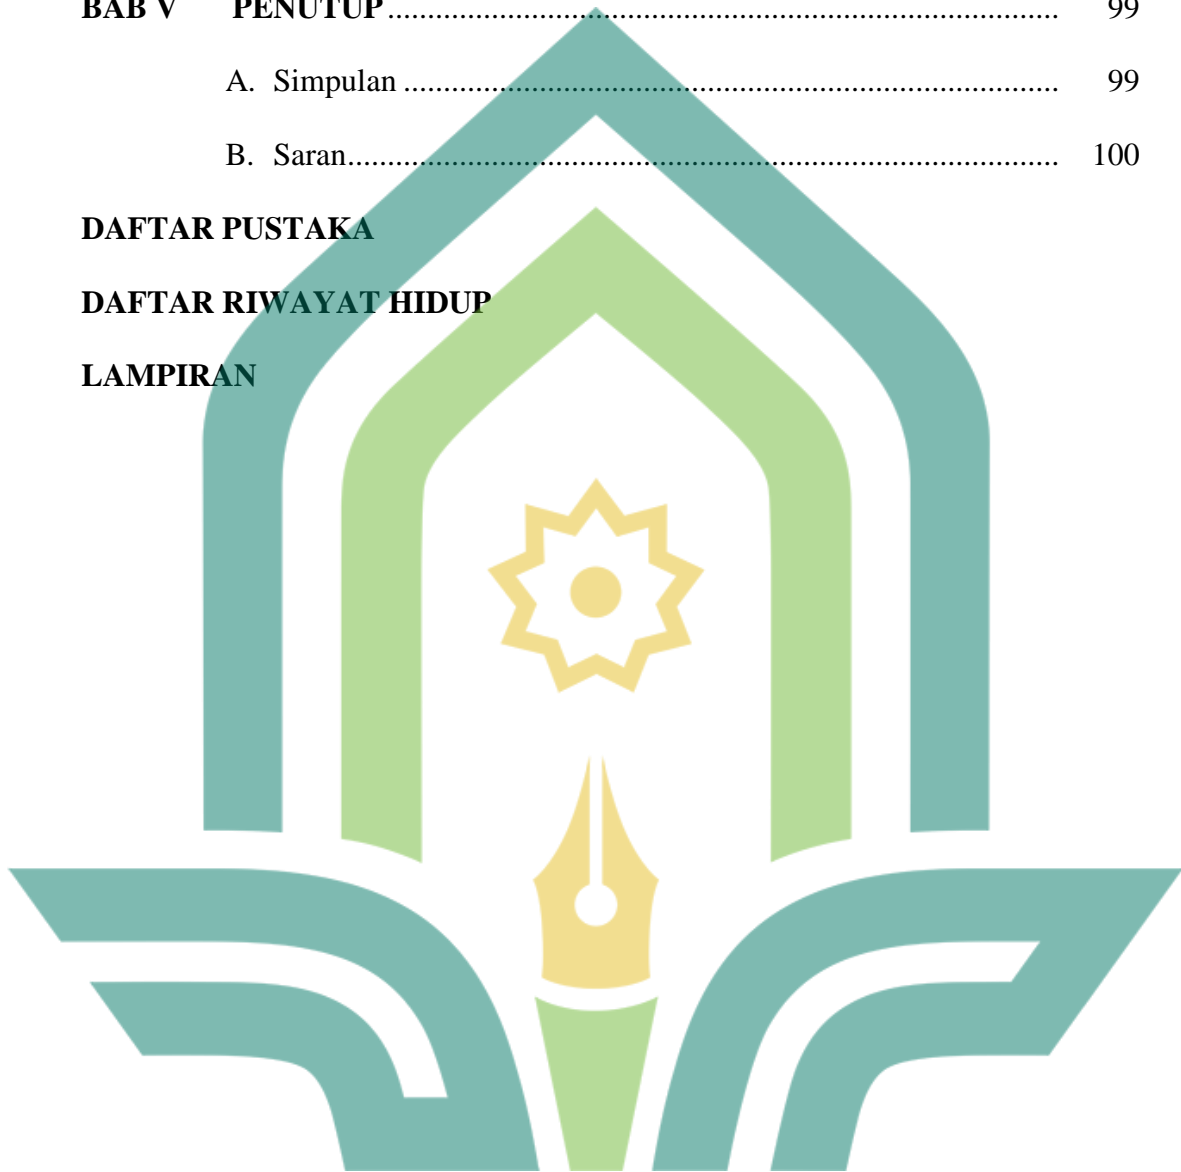 BAB V PENUTUP ........................................................................................ 99
A. Simpulan ..................................................................................... 99
B. Saran............................................................................................ 100
DAFTAR PUSTAKA
DAFTAR RIWAYAT HIDUP
LAMPIRAN